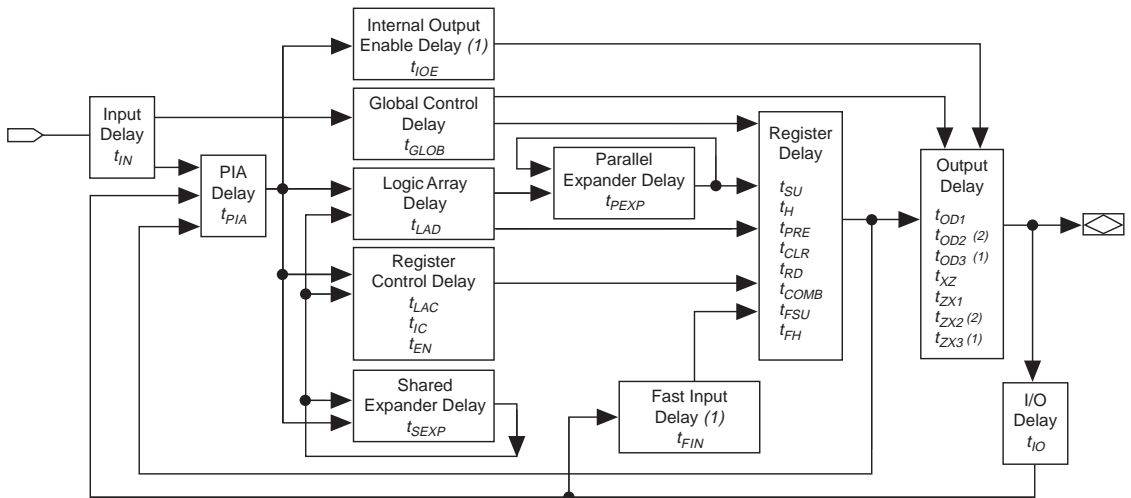 Internal Output
Enable Delay (1)
tIOE
Input
Delay
tIN
Global Control
Delay
tGLOB
Register
Delay
tSU
tH
tPRE
tCLR
tRD
tCOMB
tFSU
tFH
Output
Delay
tOD1
tOD2 (2)
tOD3 (1)
tXZ
tZX1
tZX2 (2)
tZX3 (1)
PIA
Delay
tPIA
Logic Array
Delay
tLAD
Parallel
Expander Delay
tPEXP
Register
Control Delay
tLAC
tIC
tEN
Shared
Expander Delay
tSEXP
Fast Input
Delay (1)
tFIN
I/O
Delay
tIO